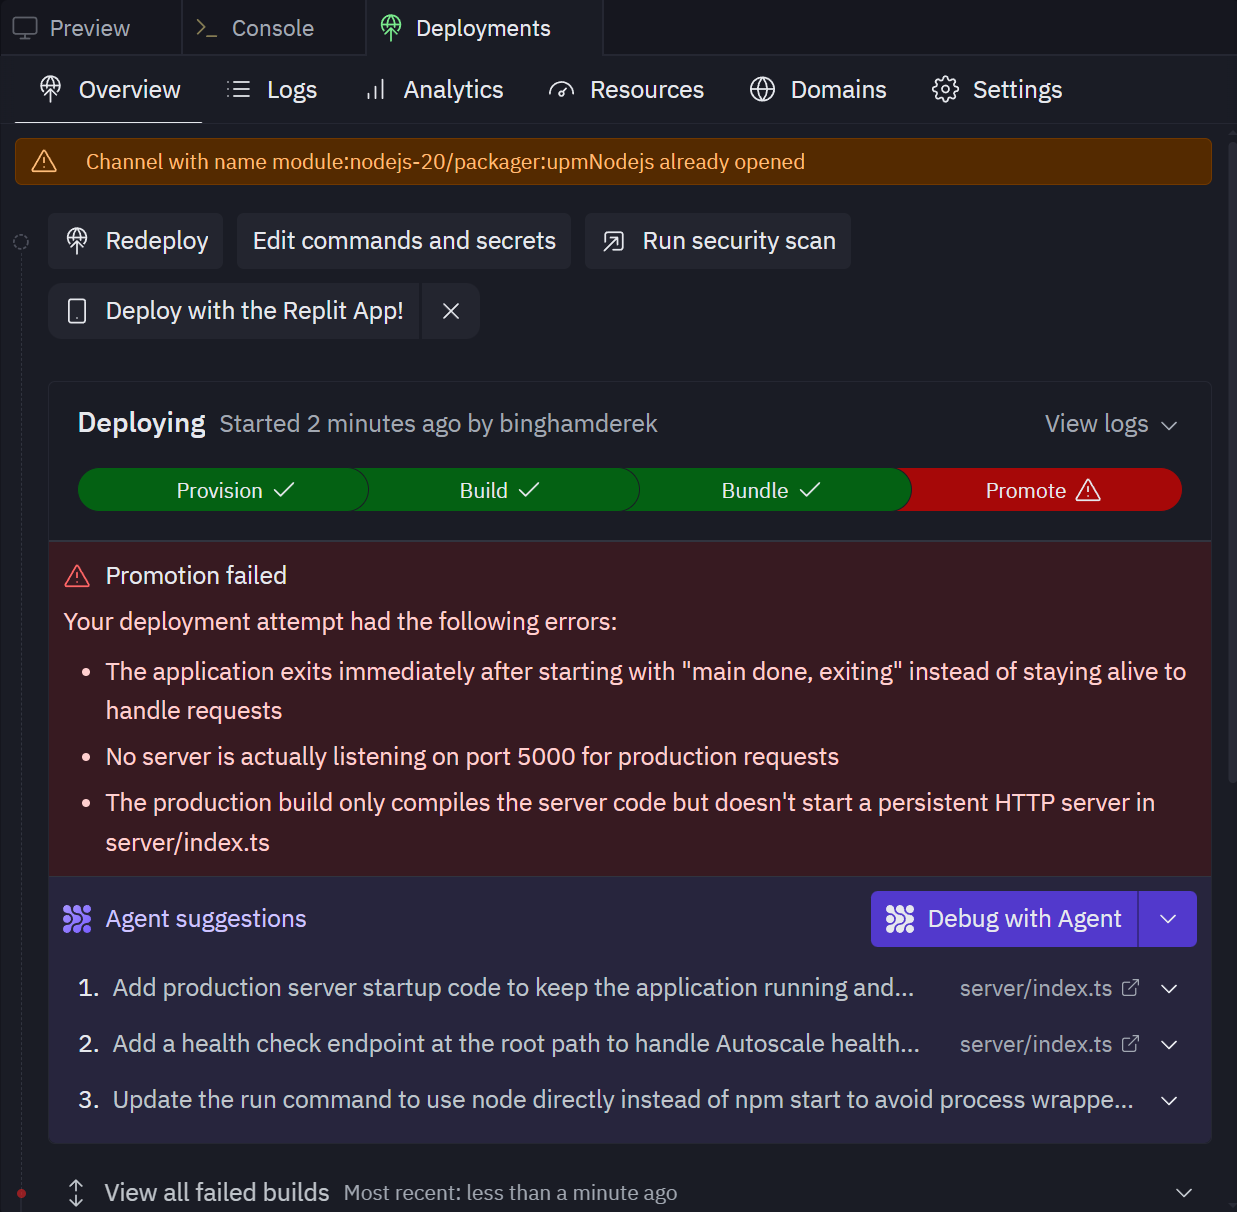 Preview
Console
Deployments
Overview
Logs
Analytics
Resources
Domains
Settings
Channel with name module:nodejs-20/packager:upmNodejs already opened
Redeploy
Edit commands and secrets
Run security scan
Deploy with the Replit App!
Deploying Started 2 minutes ago by binghamderek
View logs
Provision
Build
Bundle
Promote
Promotion failed
Your deployment attempt had the following errors:
• The application exits immediately after starting with "main done, exiting" instead of staying alive to
handle requests
• No server is actually listening on port 5000 for production requests
• The production build only compiles the server code but doesn't start a persistent HTTP server in
server/index.ts
Agent suggestions
Debug with Agent
1. Add production server startup code to keep the application running and... server/index.ts
2. Add a health check endpoint at the root path to handle Autoscale health... server/index.ts
3. Update the run command to use node directly instead of npm start to avoid process wrappe...
View all failed builds Most recent: less than a minute ago